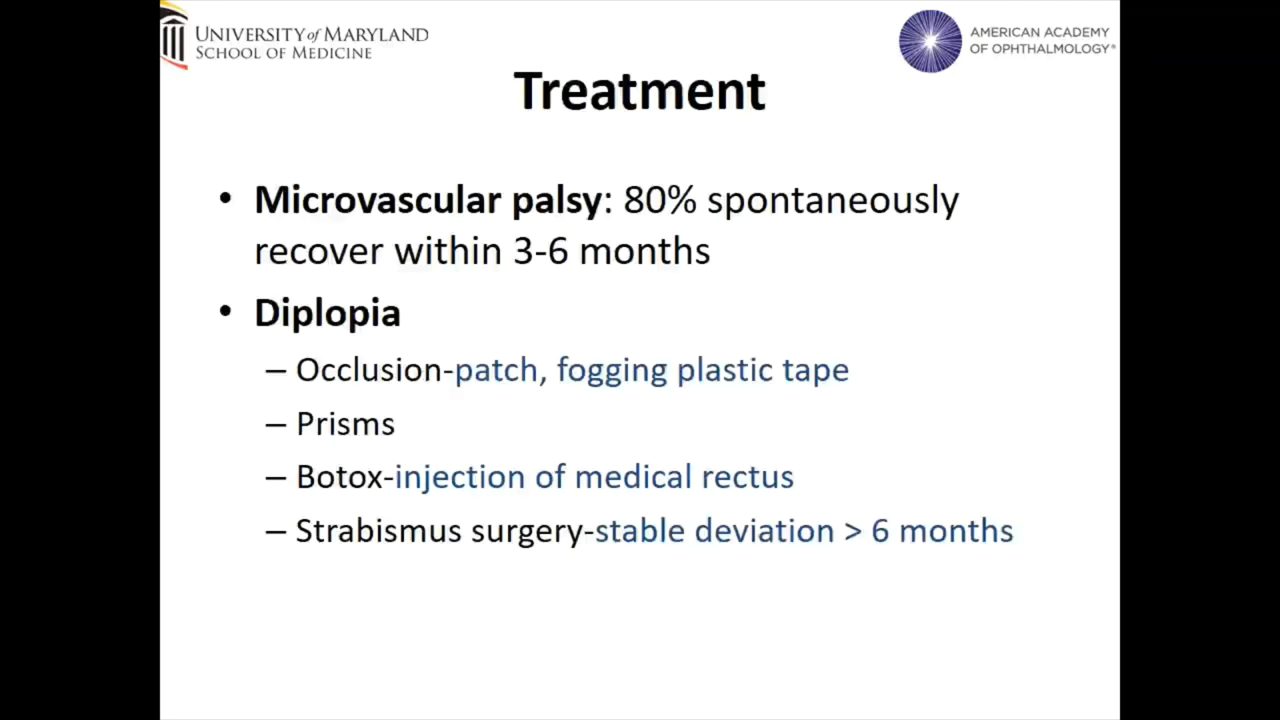 UNIVERSITY of MARYLAND
SCHOOL OF MEDICINE
AMERICAN ACADEMY
OF OPHTHALMOLOGY®
Treatment
• Microvascular palsy: 80% spontaneously
recover within 3-6 months
• Diplopia
– Occlusion-patch, fogging plastic tape
– Prisms
– Botox-injection of medical rectus
– Strabismus surgery-stable deviation > 6 months